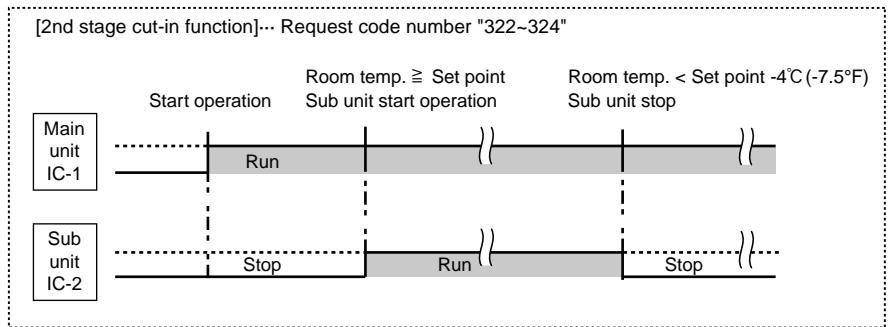 [2nd stage cut-in function]··· Request code number "322~324"
Room temp. ≧ Set point
Room temp. < Set point -4℃ (-7.5°F)
Start operation
Sub unit start operation
Sub unit stop
Main
unit
IC-1
Run
Sub
unit
IC-2
Stop
Run
Stop